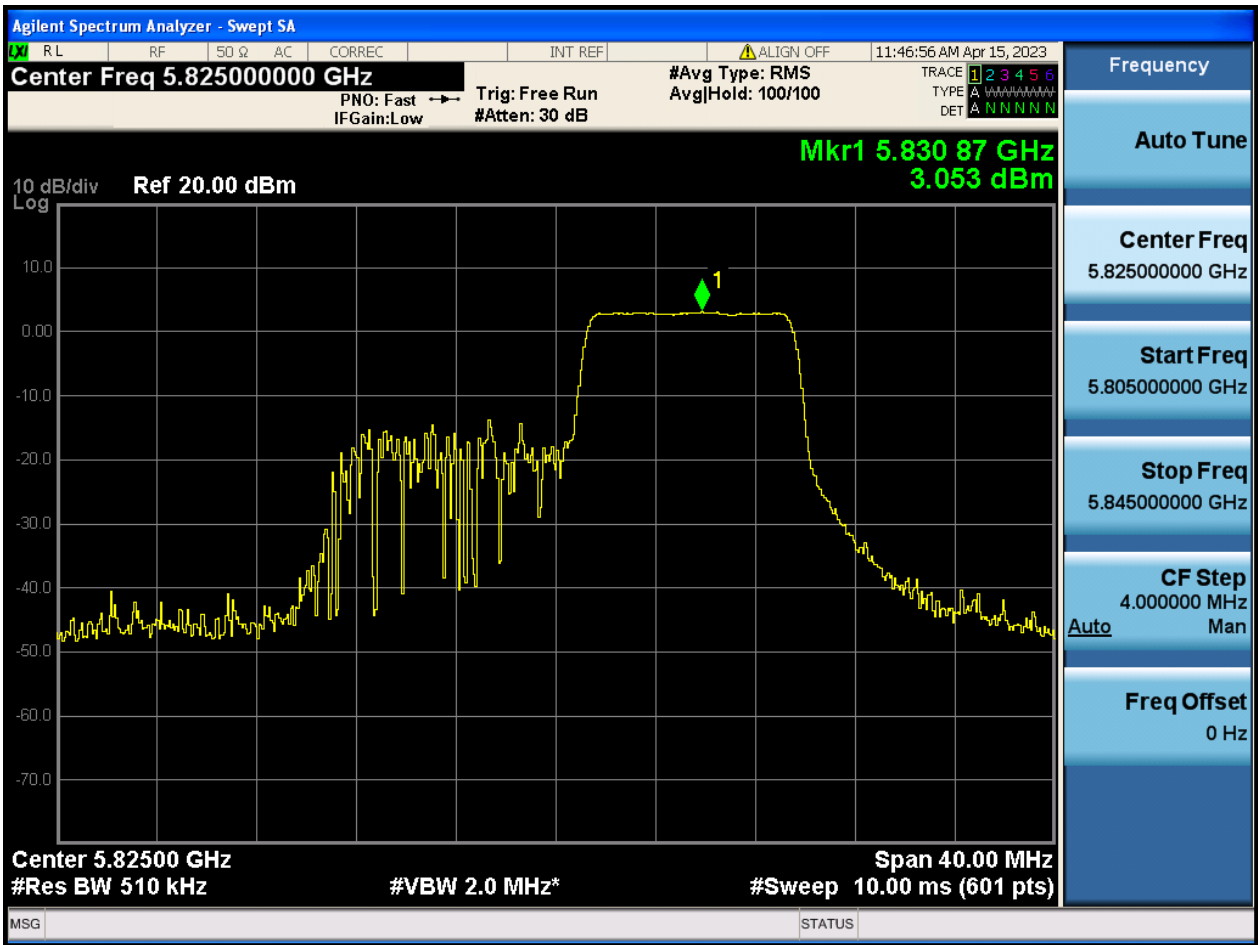 Agilent Spectrum Analyzer - Swept SA
LXI RL RF 50 Ω AC CORREC INT REF ALIGN OFF 11:46:56 AM Apr 15, 2023
Center Freq 5.825000000 GHz
PNO: Fast
IFGain:Low
Trig: Free Run
#Atten: 30 dB
#Avg Type: RMS
Avg|Hold: 100/100
TRACE 1 2 3 4 5 6
TYPE A WWWWW
DET A N N N N N
Mkr1 5.830 87 GHz
3.053 dBm
10 dB/div Ref 20.00 dBm
Log
1
10.0
0.00
-10.0
-20.0
-30.0
-40.0
-50.0
-60.0
-70.0
Center 5.82500 GHz Span 40.00 MHz
#Res BW 510 kHz #VBW 2.0 MHz* #Sweep 10.00 ms (601 pts)
MSG STATUS
Frequency
Auto Tune
Center Freq
5.825000000 GHz
Start Freq
5.805000000 GHz
Stop Freq
5.845000000 GHz
CF Step
4.000000 MHz
Auto Man
Freq Offset
0 Hz